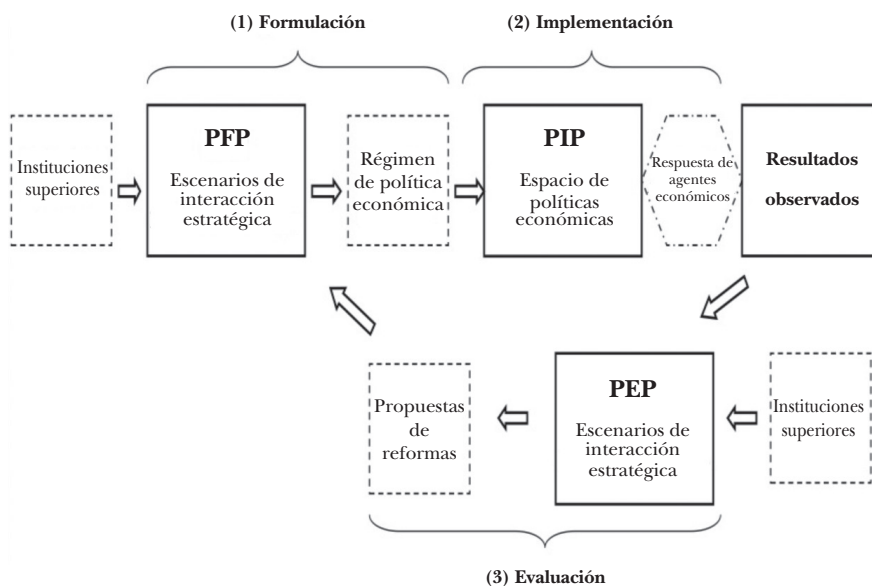 (1) Formulación
(2) Implementación
Instituciones
superiores
PFP
Escenarios de
interacción
estratégica
Régimen
de política
económica
PIP
Espacio de
políticas
económicas
Respuesta de
agentes
económicos
Resultados
observados
Propuestas
de
reformas
PEP
Escenarios de
interacción
estratégica
Instituciones
superiores
(3) Evaluación